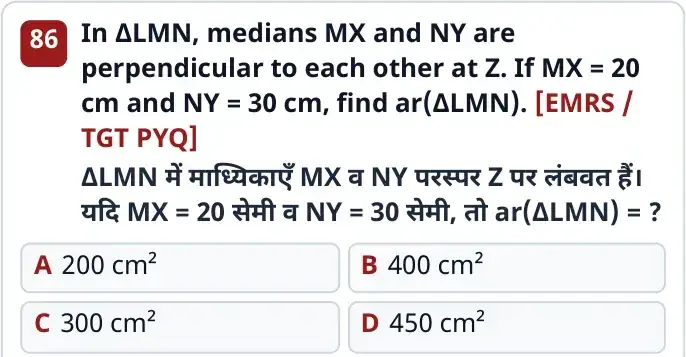 86 In ΔLMN, medians MX and NY are
perpendicular to each other at Z. If MX = 20
cm and NY = 30 cm, find ar(ΔLMN). [EMRS /
TGT PYQ]
ΔLMN में माध्यिकाएँ MX व NY परस्पर Z पर लंबवत हैं।
यदि MX = 20 सेमी व NY = 30 सेमी, तो ar(ΔLMN) = ?
A 200 cm² B 400 cm²
C 300 cm² D 450 cm²